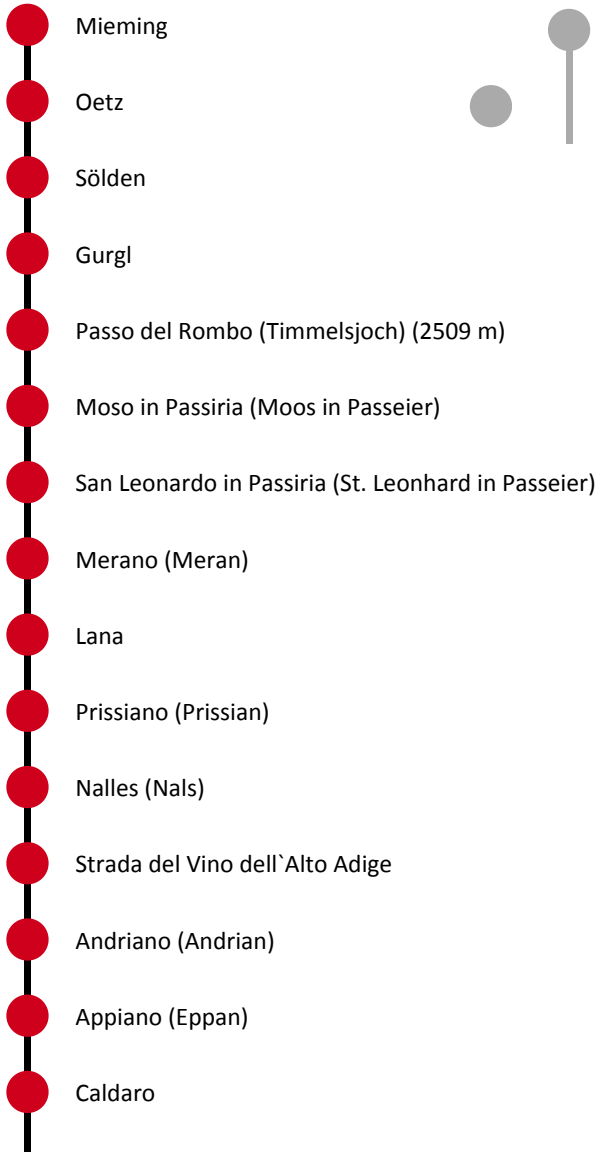 Mieming
Oetz
Sölden
Gurgl
Passo del Rombo (Timmelsjoch) (2509 m)
Moso in Passiria (Moos in Passeier)
San Leonardo in Passiria (St. Leonhard in Passeier)
Merano (Meran)
Lana
Prissiano (Prissian)
Nalles (Nals)
Strada del Vino dell`Alto Adige
Andriano (Andrian)
Appiano (Eppan)
Caldaro